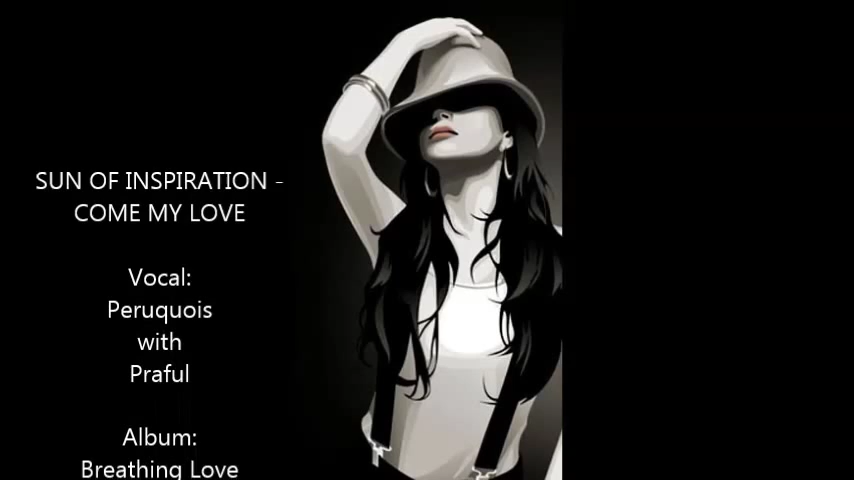 SUN OF INSPIRATION -
COME MY LOVE
Vocal:
Peruquois
with
Praful
Album:
Breathing Love